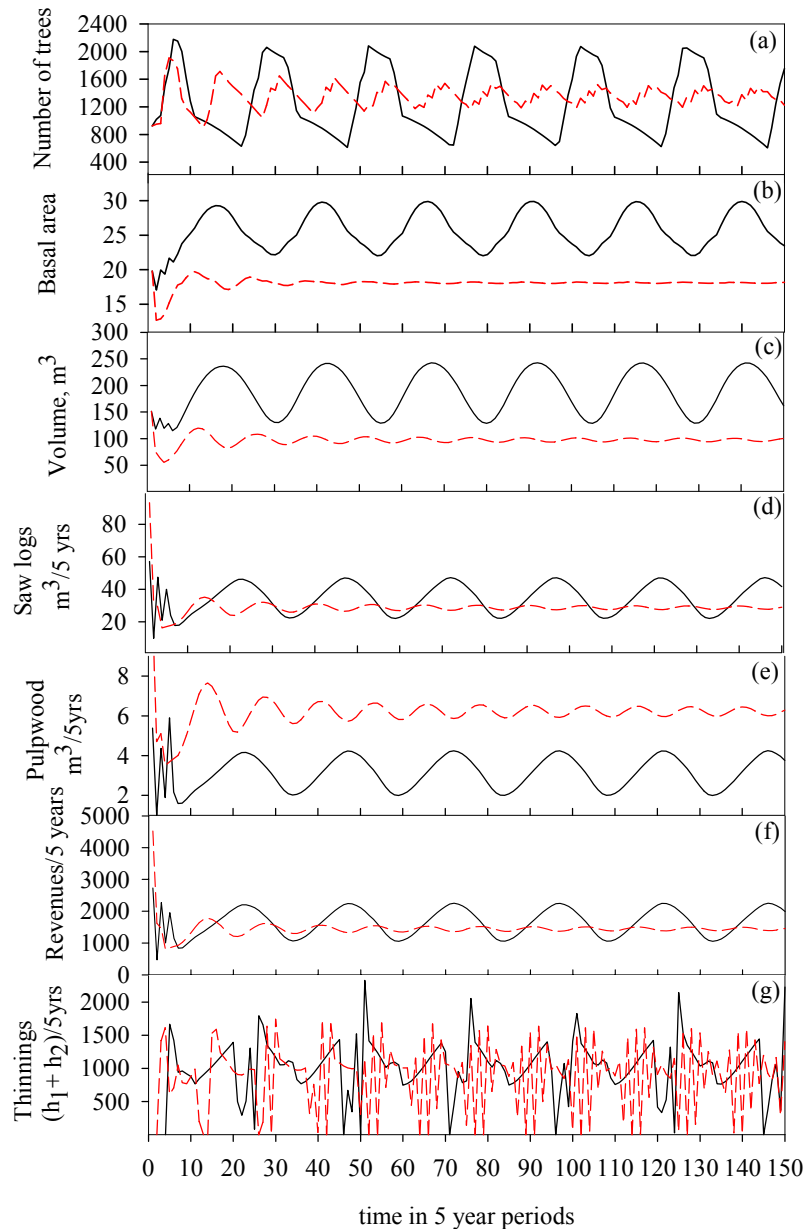 2400
2000
1600
1200
800
400
Number of trees
(a)
30
25
20
15
Basal area
(b)
300
250
200
150
100
50
Volume, m³
(c)
80
60
40
20
Saw logs
m³/5 yrs
(d)
8
6
4
2
Pulpwood
m³/5yrs
(e)
5000
4000
3000
2000
1000
0
Revenues/5 years
(f)
2000
1500
1000
500
Thinnings
(h₁+ h₂)/5yrs
(g)
0 10 20 30 40 50 60 70 80 90 100 110 120 130 140 150
time in 5 year periods